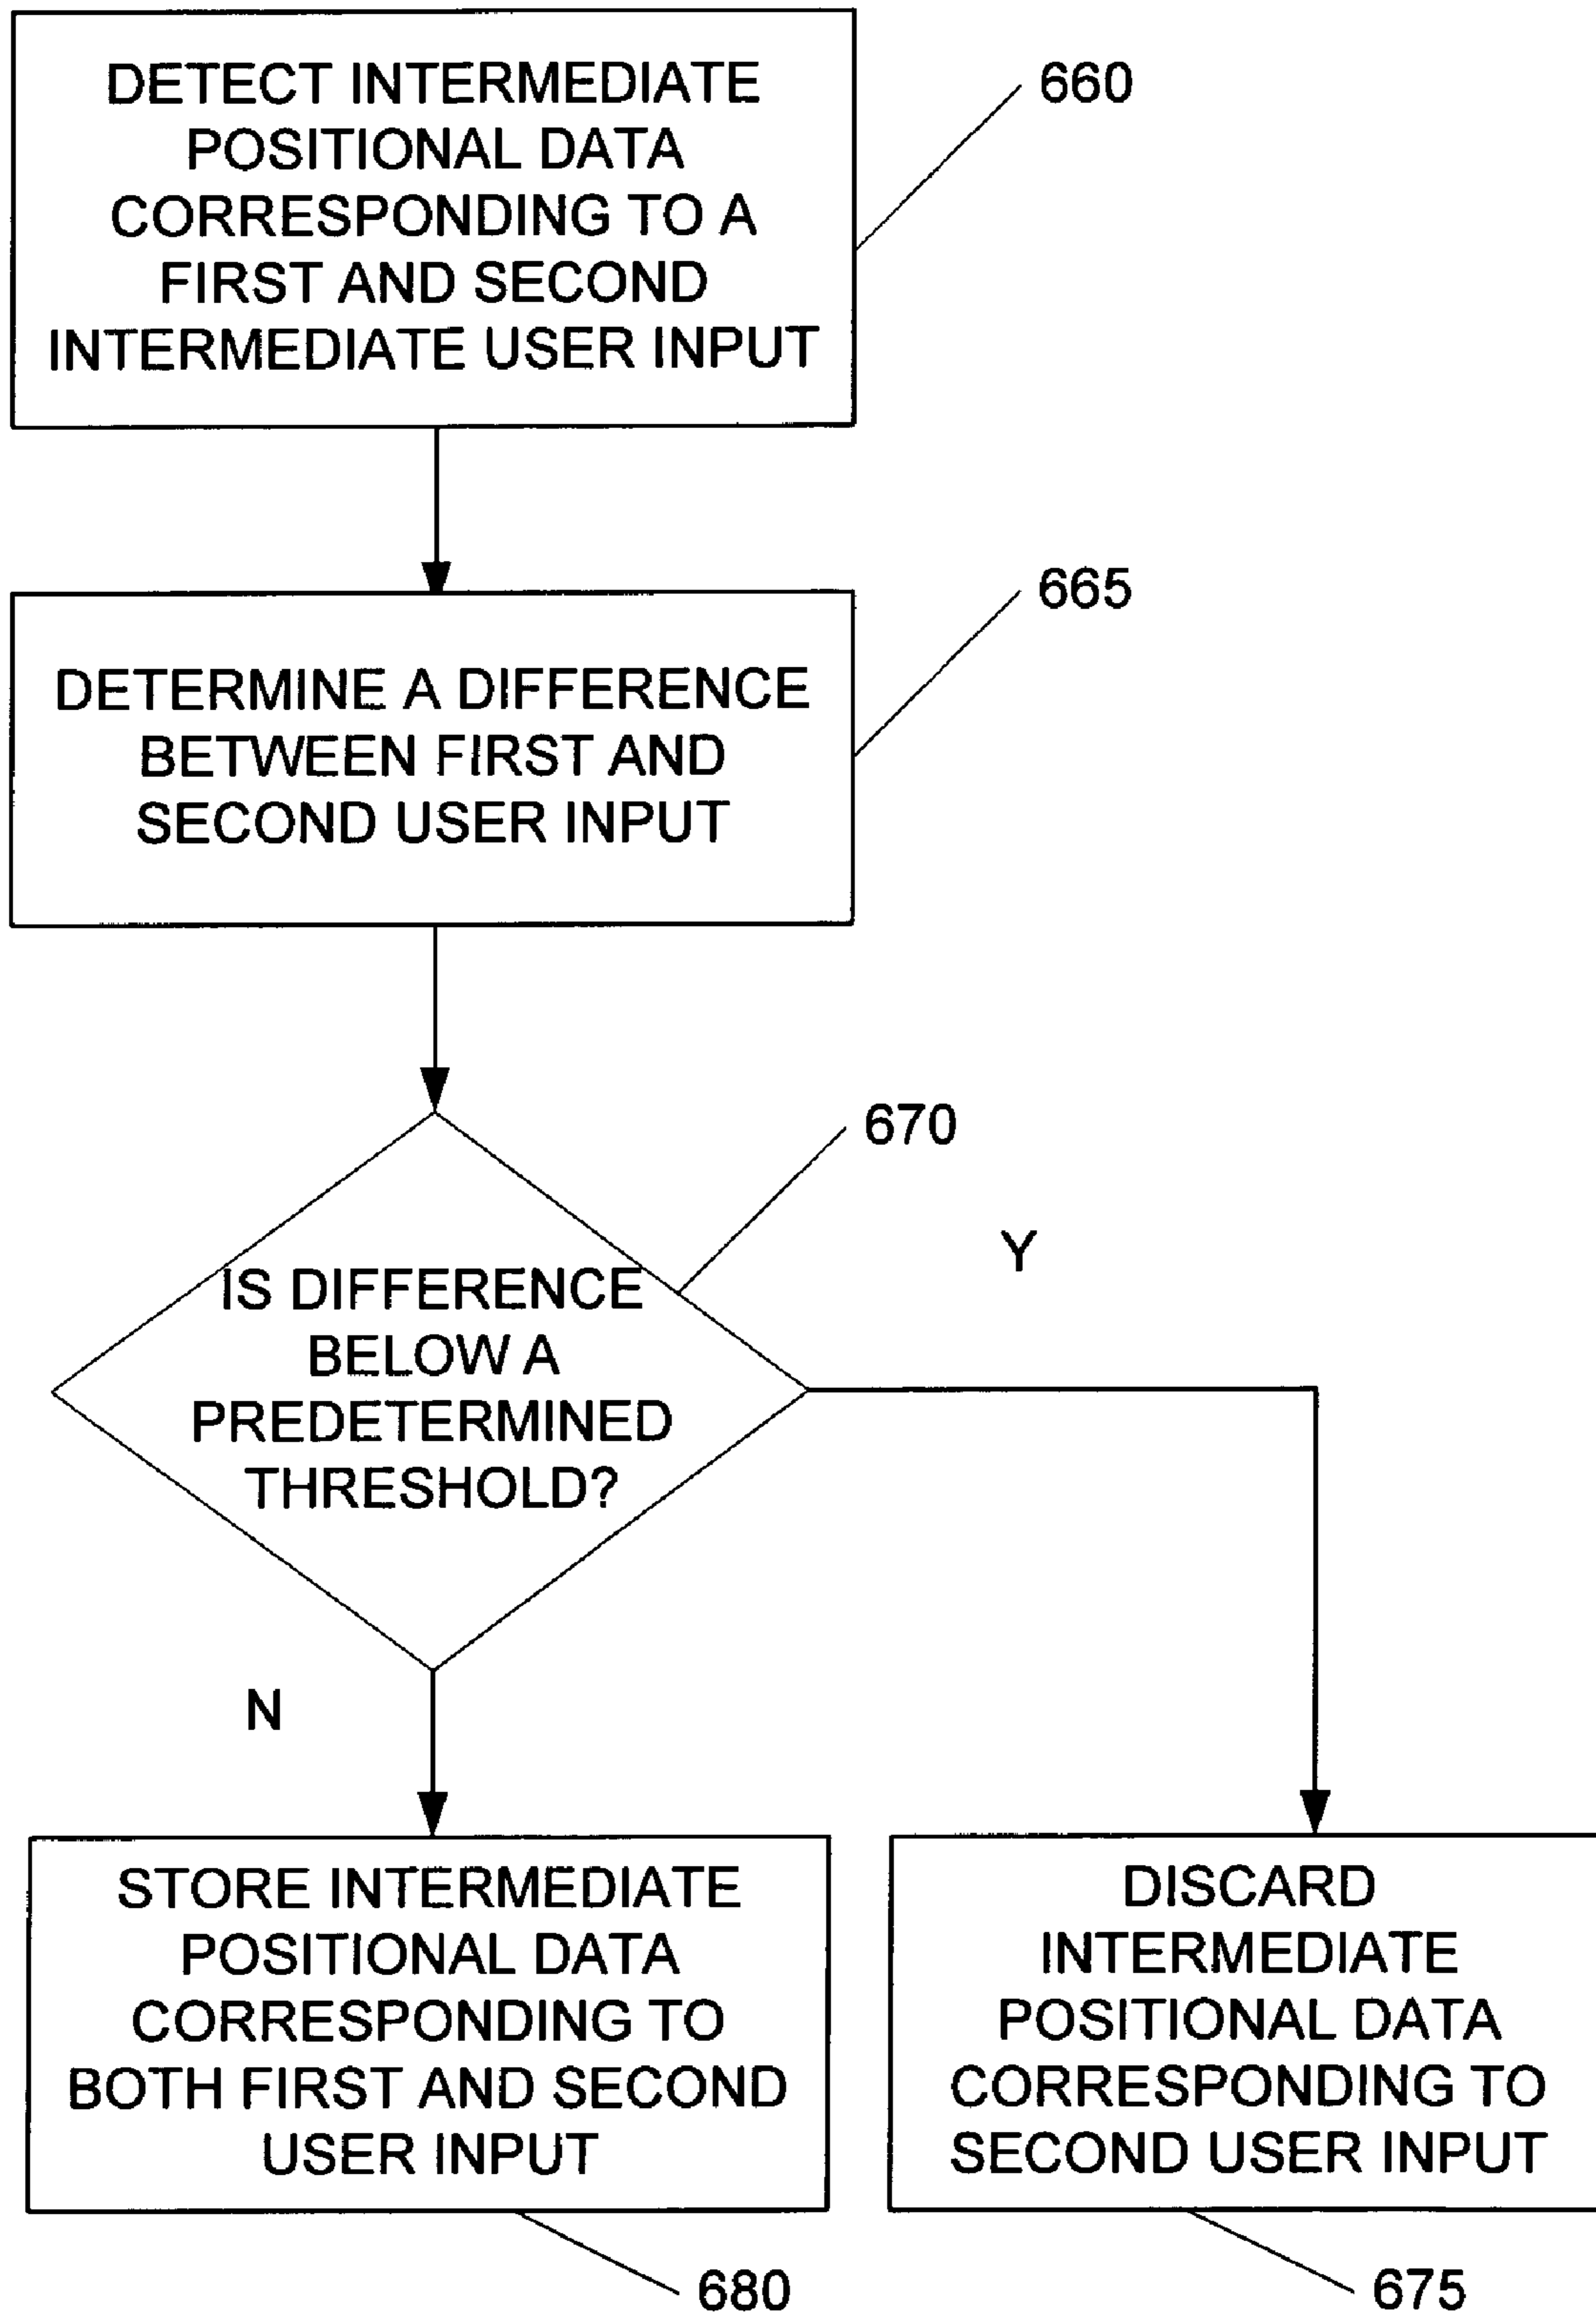 DETECT INTERMEDIATE
POSITIONAL DATA
CORRESPONDING TO A
FIRST AND SECOND
INTERMEDIATE USER INPUT
660
DETERMINE A DIFFERENCE
BETWEEN FIRST AND
SECOND USER INPUT
665
IS DIFFERENCE
BELOW A
PREDETERMINED
THRESHOLD?
670
Y
N
STORE INTERMEDIATE
POSITIONAL DATA
CORRESPONDING TO
BOTH FIRST AND SECOND
USER INPUT
680
DISCARD
INTERMEDIATE
POSITIONAL DATA
CORRESPONDING TO
SECOND USER INPUT
675